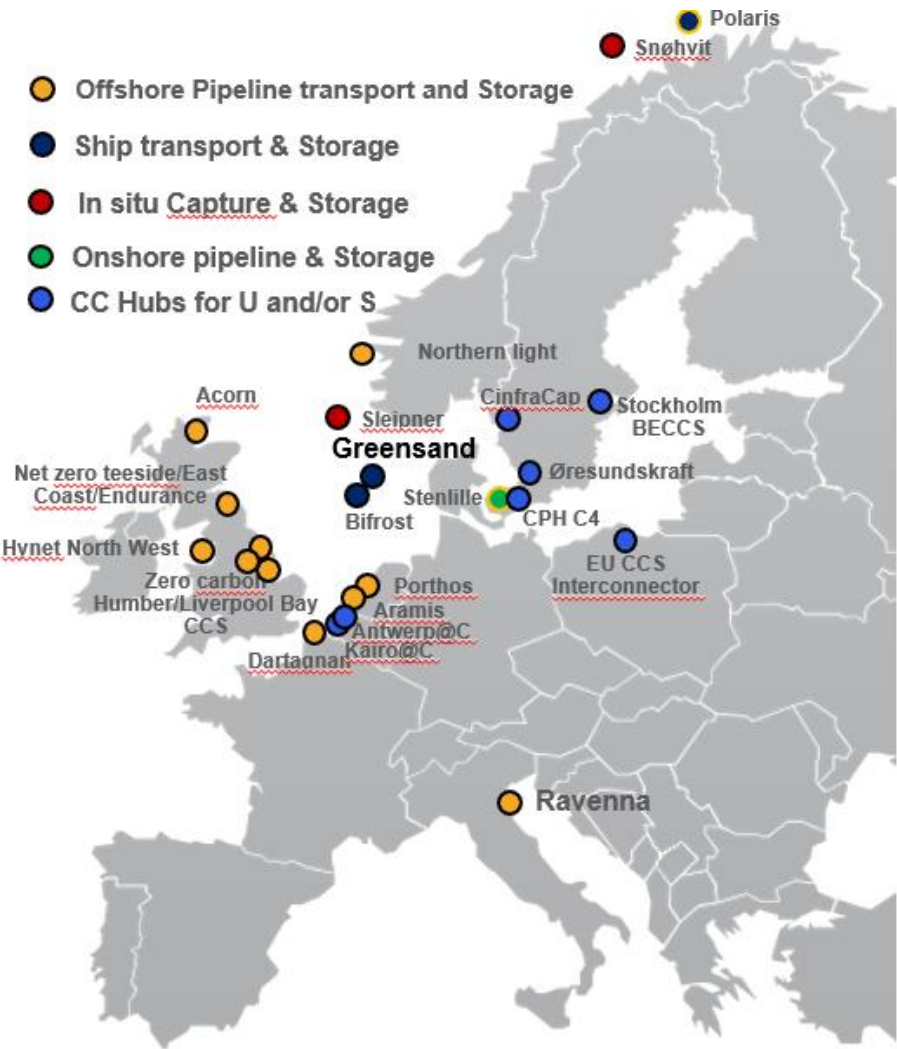 Polaris
Snøhvit
Offshore Pipeline transport and Storage
Ship transport & Storage
In situ Capture & Storage
Onshore pipeline & Storage
CC Hubs for U and/or S
Northern light
Acorn
CinfraCap
Stockholm
BECCS
Sleipner
Greensand
Net zero teeside/East
Coast/Endurance
Øresundskraft
Stenlille
Bifrost
CPH C4
Hynet North West
EU CCS
Interconnector
Zero carbon
Humber/Liverpool Bay
CCS
Porthos
Aramis
Antwerp@C
Kairo@C
Dartagnan
Ravenna